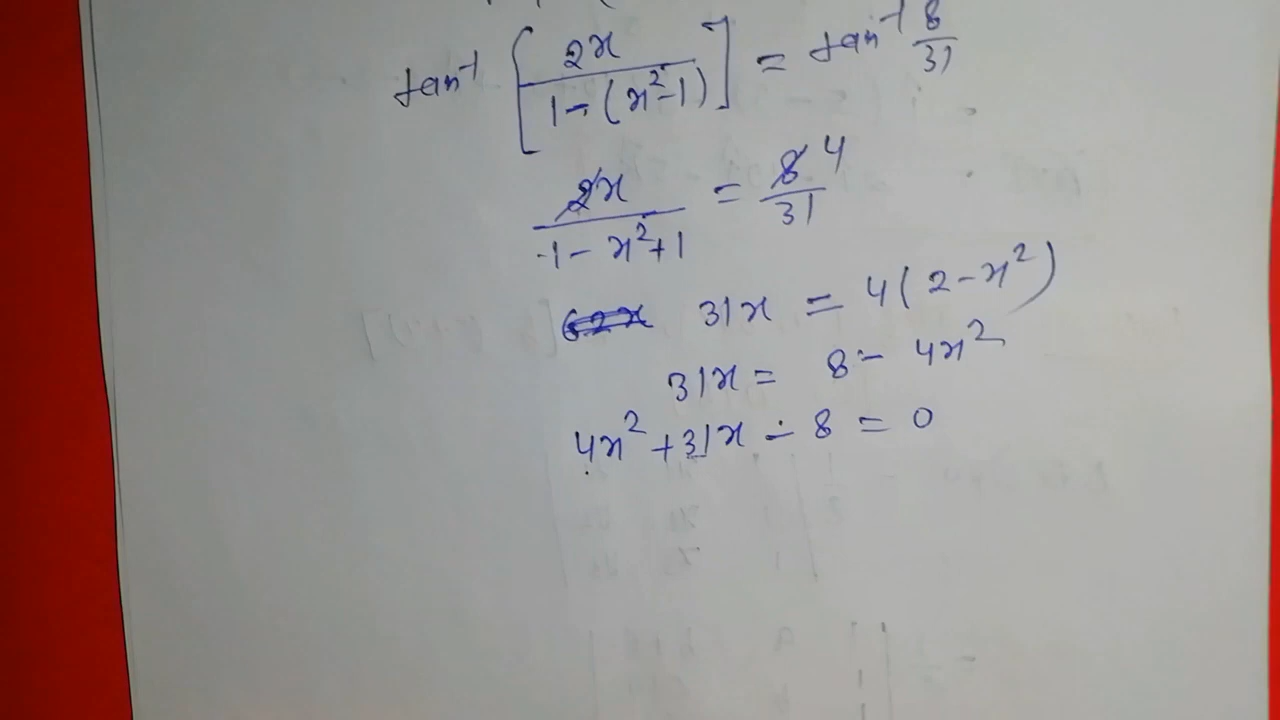 tan⁻¹ [2x / 1-(x²-1)] = tan⁻¹ 8/31
2x / 1-x²+1 = 8/31 4
62x 31x = 4(2-x²)
31x = 8-4x²
4x²+31x-8=0